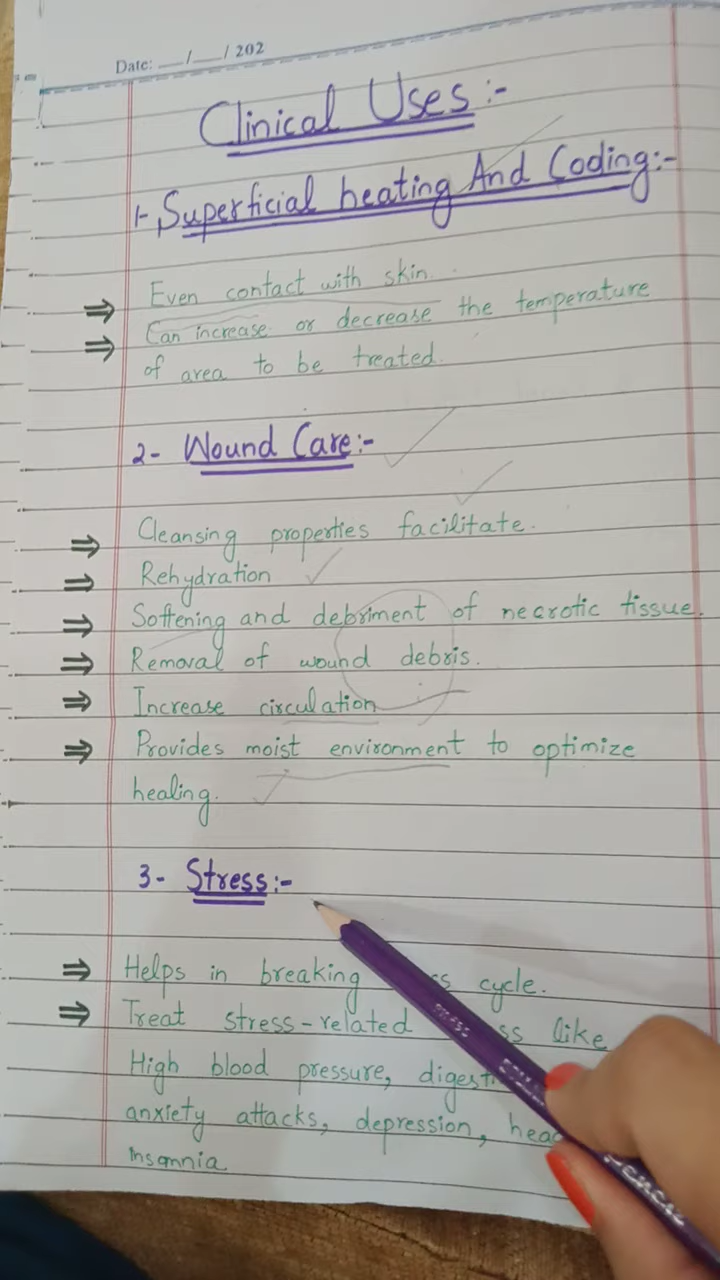 Date: __/__/ 202
Clinical Uses:-
1- Superficial heating And Coding:-
⇒ Even contact with skin.
⇒ Can increase or decrease the temperature
of area to be treated.
2- Wound Care:-
⇒ Cleansing properties facilitate.
⇒ Rehydration
⇒ Softening and debriment of necrotic tissue.
⇒ Removal of wound debris.
⇒ Increase circulation
⇒ Provides moist environment to optimize
healing.
3- Stress:-
⇒ Helps in breaking cycle.
⇒ Treat stress-related like
High blood pressure,
anxiety attacks, depression,
Insomnia